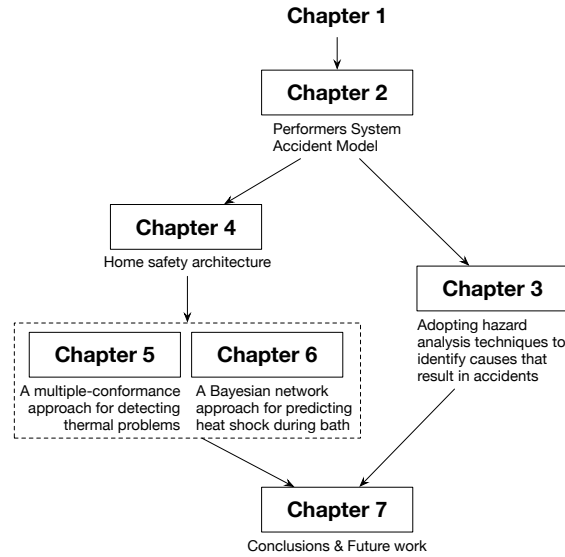 Chapter 1
Chapter 2
Performers System
Accident Model
Chapter 4
Home safety architecture
Chapter 3
Adopting hazard
analysis techniques to
identify causes that
result in accidents
Chapter 5
A multiple-conformance
approach for detecting
thermal problems
Chapter 6
A Bayesian network
approach for predicting
heat shock during bath
Chapter 7
Conclusions & Future work